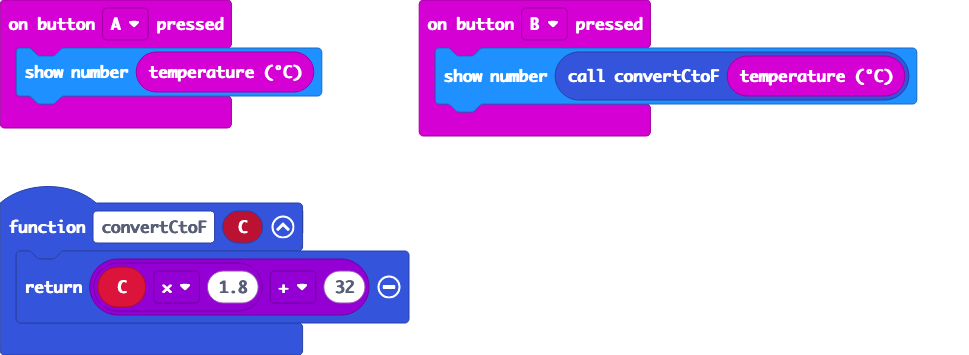 on button A pressed
show number temperature (°C)
on button B pressed
show number call convertCtoF temperature (°C)
function convertCtoF C
return C × 1.8 + 32